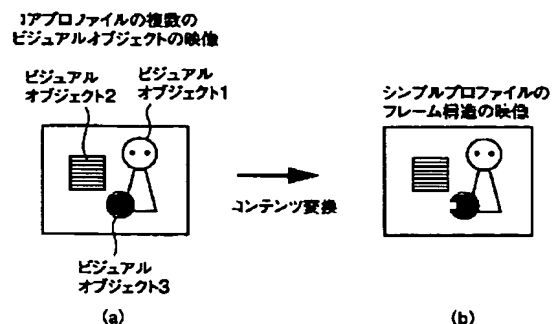 コアプロファイルの複数の
ビジュアルオブジェクトの映像
ビジュアル
オブジェクト2
ビジュアル
オブジェクト1
ビジュアル
オブジェクト3
(a)
コンテンツ変換
シンプルプロファイルの
フレーム構造の映像
(b)